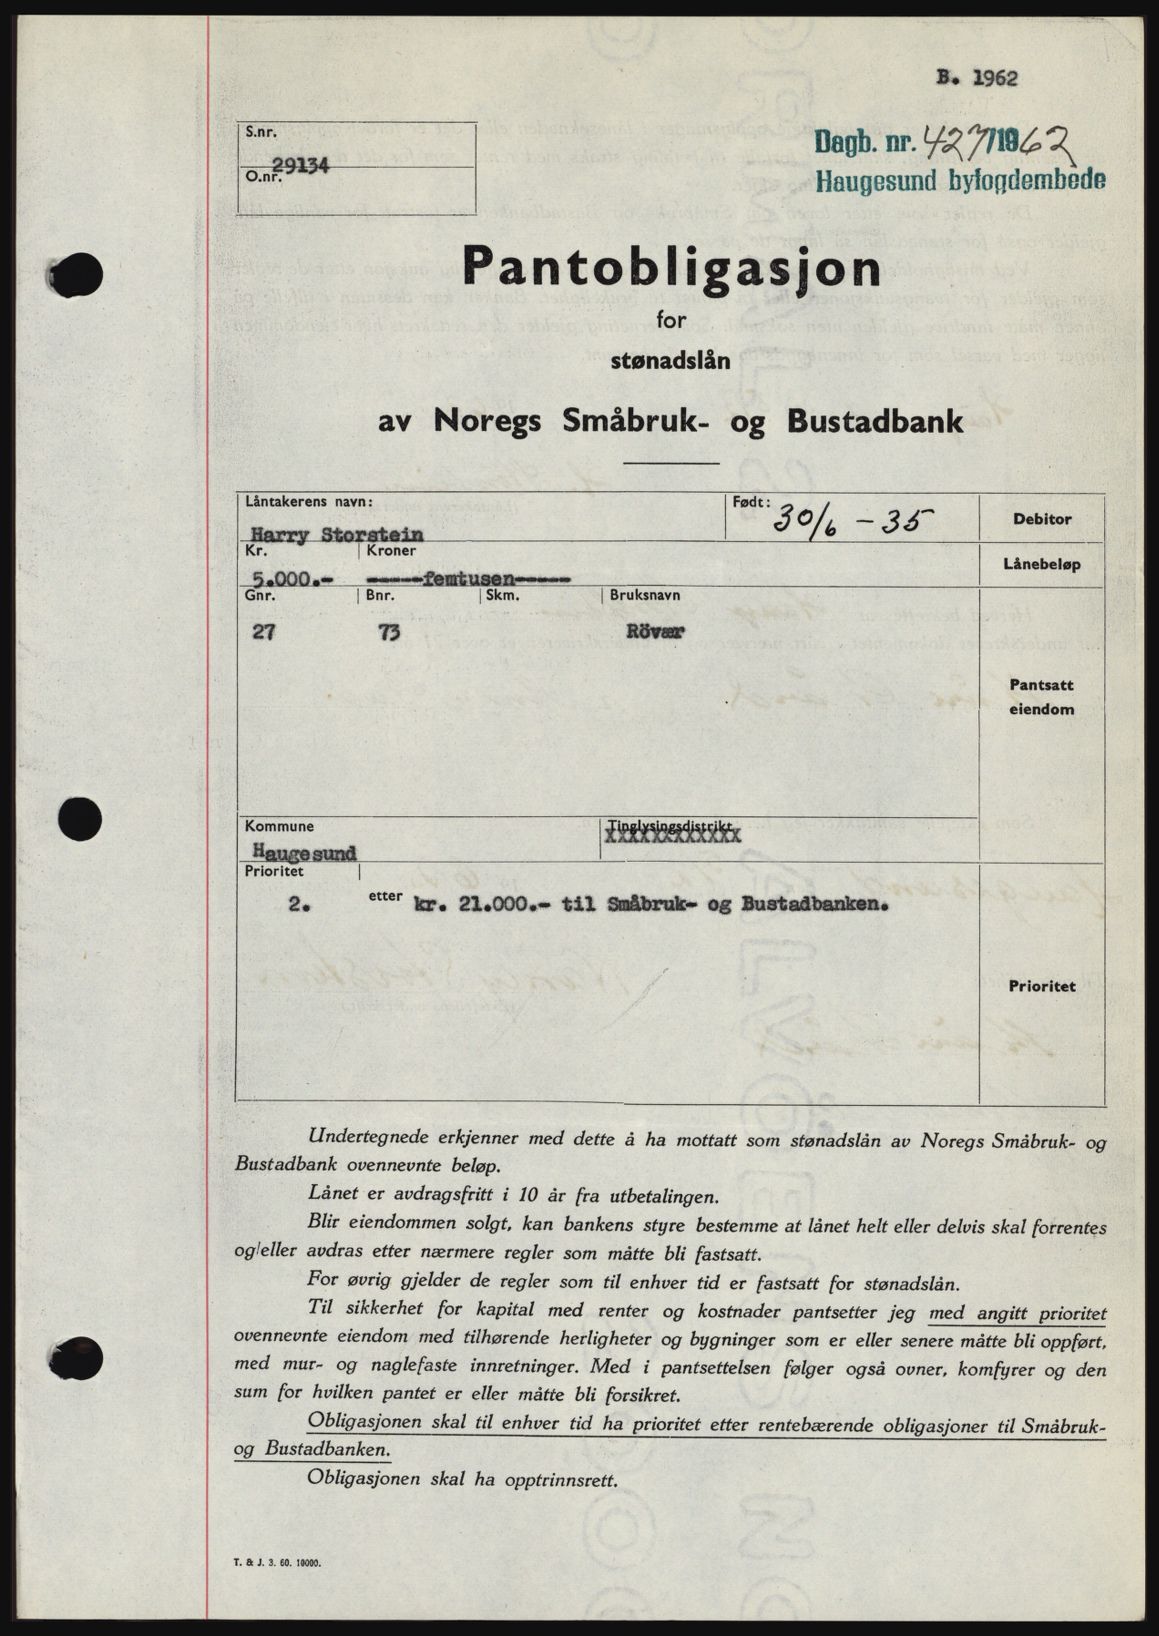 B. 1962
S.nr.
29134
O.nr.
Dagb. nr. 427/1962
Haugesund byfogdembede
Pantobligasjon
for
stønadslån
av Noregs Småbruk- og Bustadbank
Låntakerens navn:
Født: 30/6 - 35
Debitor
Harry Storstein
Kr.
Kroner
Lånebeløp
5.000.- -----femtusen-----
Gnr.
Bnr.
Skm.
Bruksnavn
27 73 Rövær
Pantsatt
eiendom
Kommune
Tinglysingsdistrikt
XXXXXXXXXXXX
Haugesund
Prioritet
2. etter kr. 21.000.- til Småbruk- og Bustadbanken.
Prioritet
Undertegnede erkjenner med dette å ha mottatt som stønadslån av Noregs Småbruk- og
Bustadbank ovennevnte beløp.
Lånet er avdragsfritt i 10 år fra utbetalingen.
Blir eiendommen solgt, kan bankens styre bestemme at lånet helt eller delvis skal forrentes
og/eller avdras etter nærmere regler som måtte bli fastsatt.
For øvrig gjelder de regler som til enhver tid er fastsatt for stønadslån.
Til sikkerhet for kapital med renter og kostnader pantsetter jeg med angitt prioritet
ovennevnte eiendom med tilhørende herligheter og bygninger som er eller senere måtte bli oppført,
med mur- og naglefaste innretninger. Med i pantsettelsen følger også ovner, komfyrer og den
sum for hvilken pantet er eller måtte bli forsikret.
Obligasjonen skal til enhver tid ha prioritet etter rentebærende obligasjoner til Småbruk-
og Bustadbanken.
Obligasjonen skal ha opptrinnsrett.
T. & J. 3. 60. 10000.